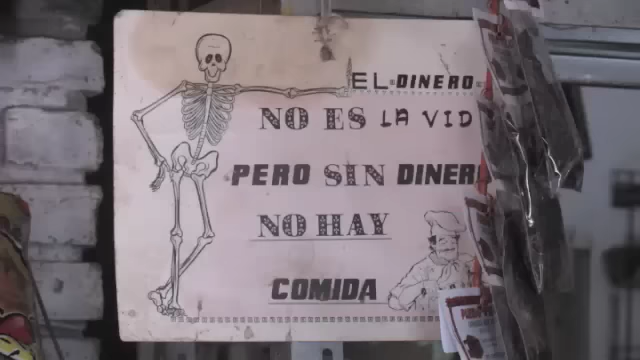 EL DINERO
NO ES LA VID
PERO SIN DINER
NO HAY
COMIDA